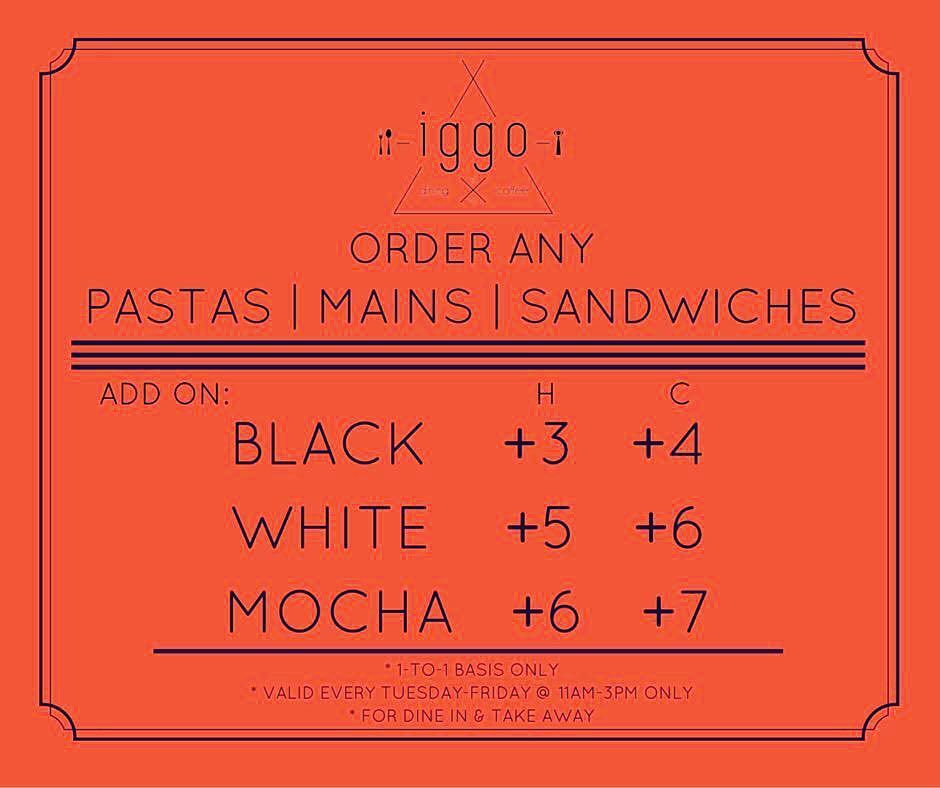 iggo
dining coffee
ORDER ANY
PASTAS | MAINS | SANDWICHES
ADD ON: H C
BLACK +3 +4
WHITE +5 +6
MOCHA +6 +7
* 1-TO-1 BASIS ONLY
* VALID EVERY TUESDAY-FRIDAY @ 11AM-3PM ONLY
* FOR DINE IN & TAKE AWAY